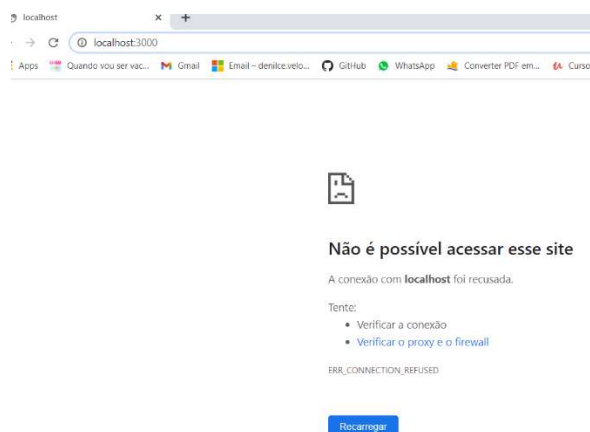 localhost
localhost:3000
Apps Quando vou ser vac... Gmail Email – denilce.velo... GitHub WhatsApp Converter PDF em... Curso
Não é possível acessar esse site
A conexão com localhost foi recusada.
Tente:
Verificar a conexão
Verificar o proxy e o firewall
ERR_CONNECTION_REFUSED
Recarregar